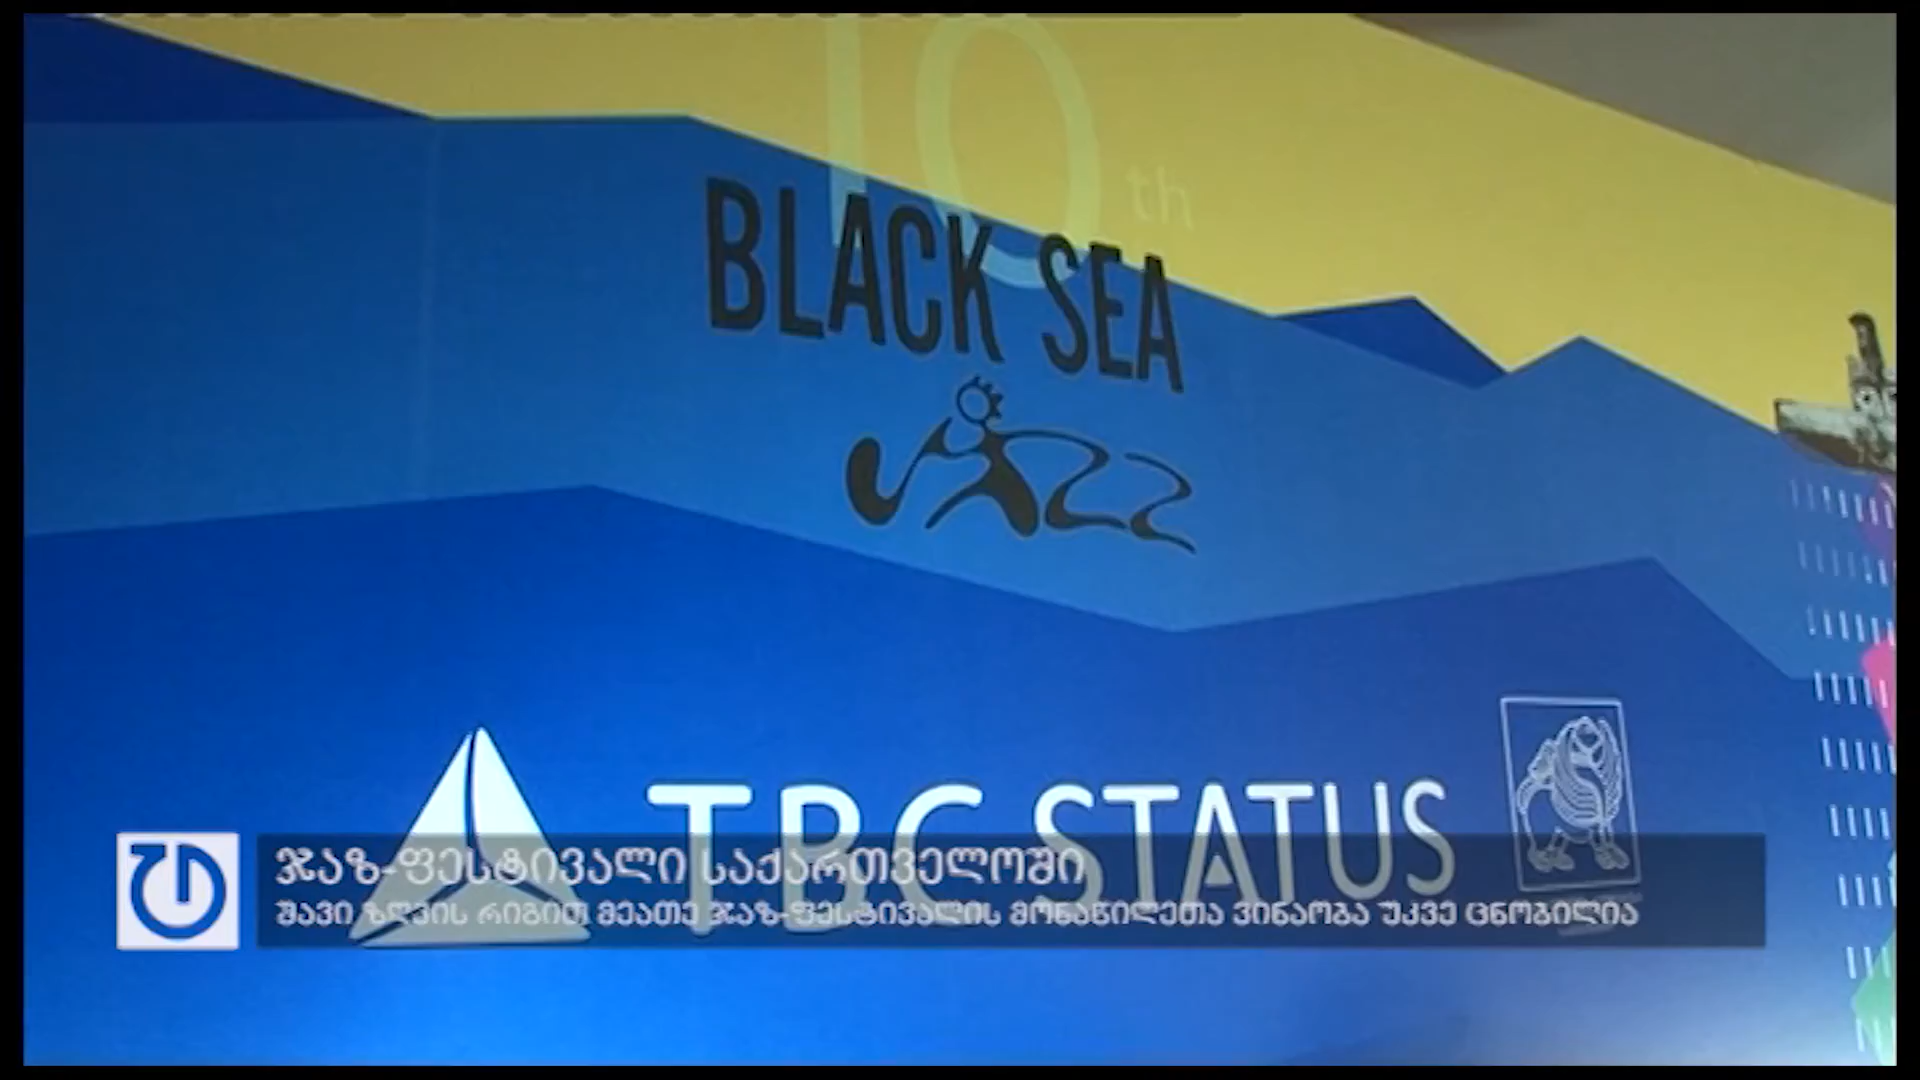 10th
BLACK SEA
JAZZ
TBC STATUS
ჯაზ-ფესტივალი საქართველოში
შავი ზღვის რიგით მეათე ჯაზ-ფესტივალის მონაწილეთა ვინაობა უკვე ცნობილია